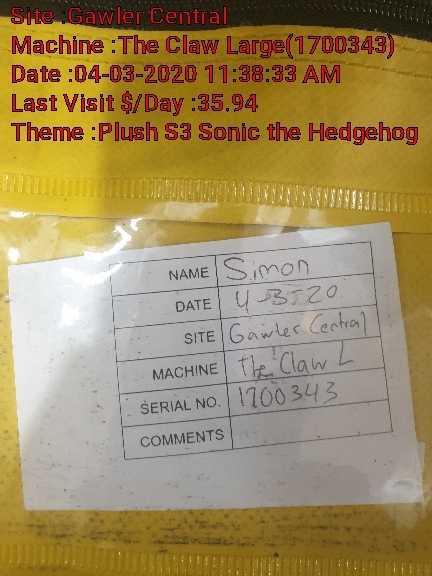 Site :Gawler Central
Machine :The Claw Large(1700343)
Date :04-03-2020 11:38:33 AM
Last Visit $/Day :35.94
Theme :Plush S3 Sonic the Hedgehog
NAME Simon
DATE 4-3-20
SITE Gawler Central
MACHINE The Claw L
SERIAL NO. 1700343
COMMENTS